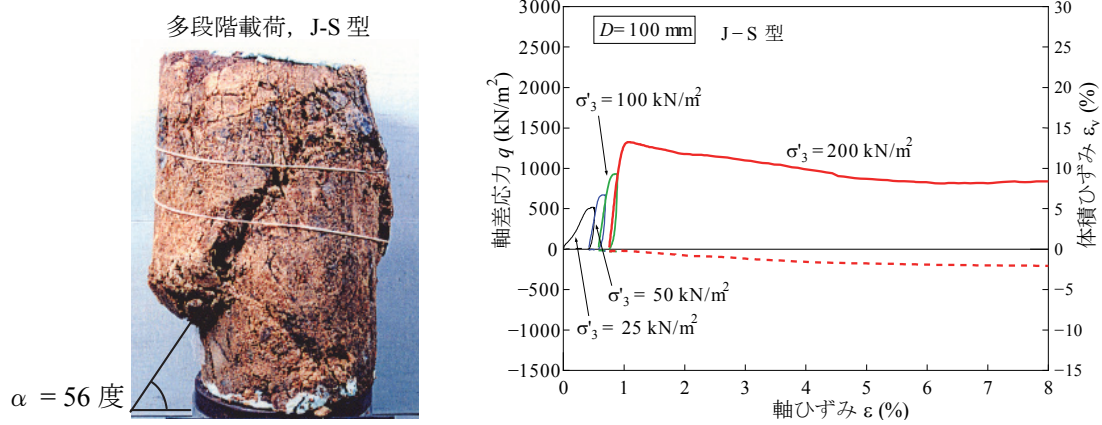 多段階載荷，J-S 型
α = 56 度
D= 100 mm
J－S 型
σ'3 = 100 kN/m2
σ'3 = 200 kN/m2
σ'3 = 50 kN/m2
σ'3 = 25 kN/m2
軸差応力 q (kN/m2)
3000
2500
2000
1500
1000
500
0
−500
−1000
−1500
30
25
20
15
10
5
0
−5
−10
−15
体積ひずみ εv (%)
0 1 2 3 4 5 6 7 8
軸ひずみ ε (%)